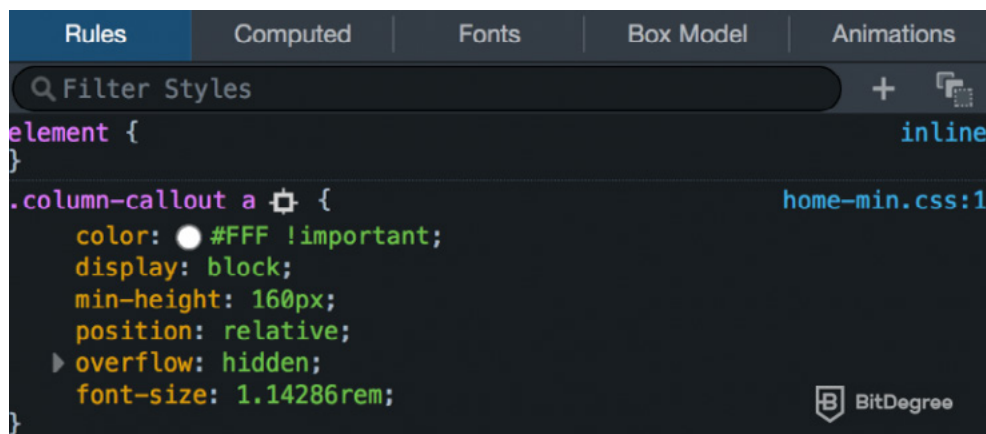 Rules Computed Fonts Box Model Animations
Filter Styles +
element { inline
}
.column-callout a { home-min.css:1
color: #FFF !important;
display: block;
min-height: 160px;
position: relative;
overflow: hidden;
font-size: 1.14286rem;
}
B BitDegree